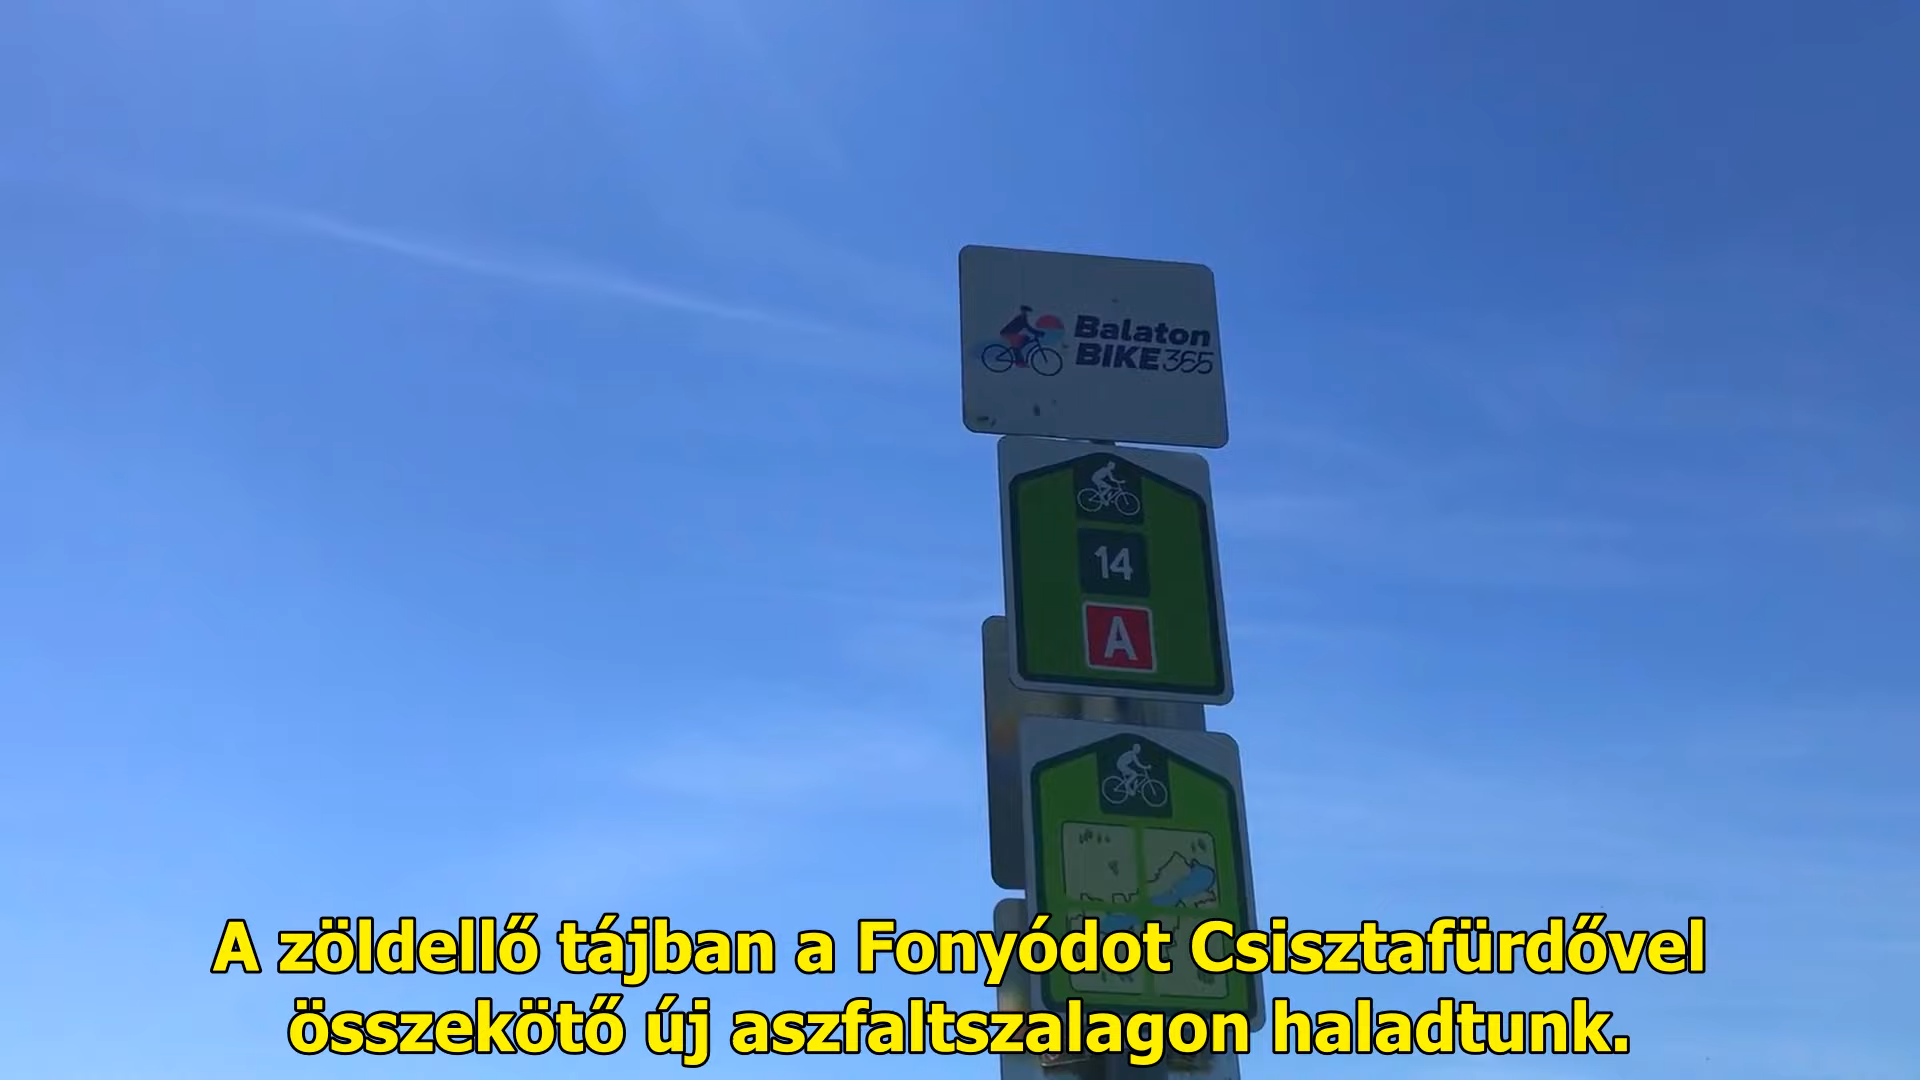 Balaton
BIKE365
14
A
A zöldellő tájban a Fonyódot Csisztafürdővel
összekötő új aszfaltszalagon haladtunk.